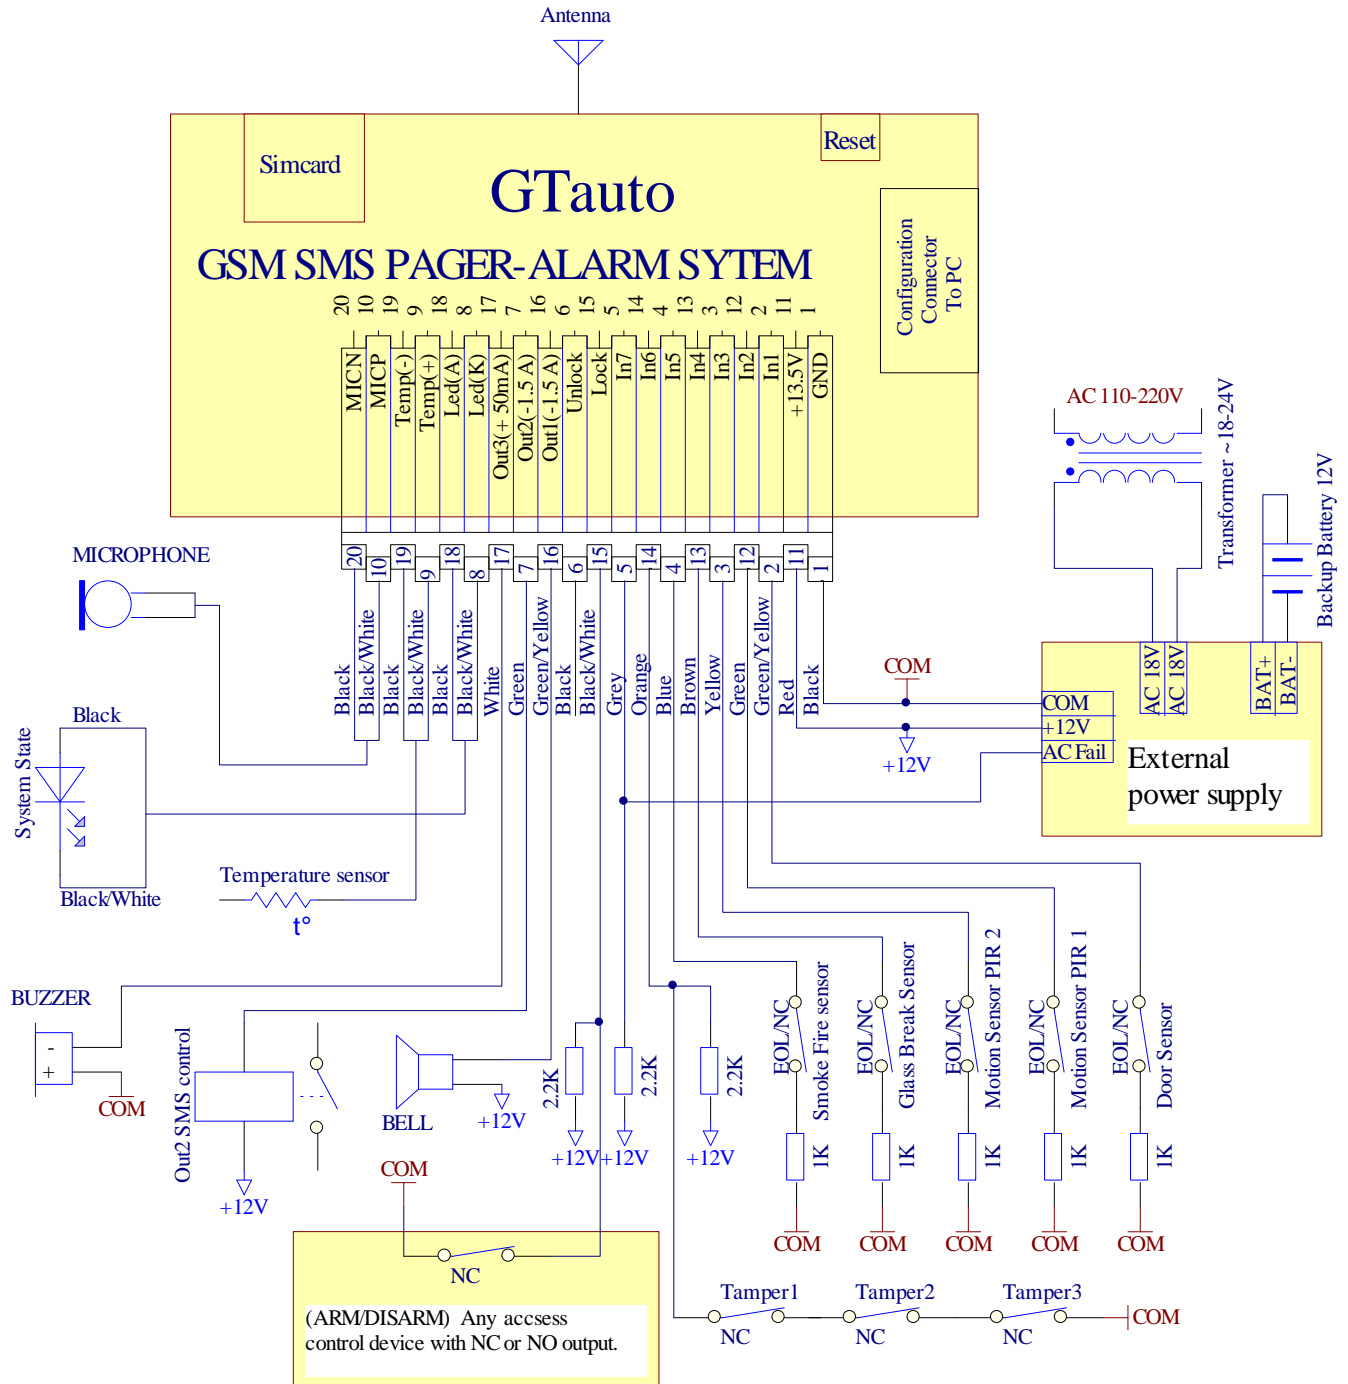 Antenna
Simcard
Reset
GTauto
GSM SMS PAGER-ALARM SYTEM
Configuration
Connector
To PC
20
10
19
9
18
8
17
7
16
6
15
5
14
4
13
3
12
2
11
1
MICN
MICP
Temp(-)
Temp(+)
Led(A)
Led(K)
Out3(+ 50mA)
Out2(-1.5 A)
Out1(-1.5 A)
Unlock
Lock
In7
In6
In5
In4
In3
In2
In1
+13.5V
GND
AC 110-220V
Transformer ~18-24V
Backup Battery 12V
20
10
19
9
18
8
17
7
16
6
15
5
14
4
13
3
12
2
11
1
MICROPHONE
Black
Black/White
Black
Black/White
Black
Black/White
White
Green
Green/Yellow
Black
Black/White
Grey
Orange
Blue
Brown
Yellow
Green
Green/Yellow
Red
Black
COM
+12V
AC 18V
AC 18V
BAT+
BAT-
COM
+12V
AC Fail
External
power supply
Black
System State
Black/White
Temperature sensor
t°
BUZZER
-
+
COM
Out2 SMS control
+12V
BELL
+12V
2.2K
+12V
2.2K
+12V
2.2K
+12V
EOL/NC
Smoke Fire sensor
1K
COM
EOL/NC
Glass Break Sensor
1K
COM
EOL/NC
Motion Sensor PIR 2
1K
COM
EOL/NC
Motion Sensor PIR 1
1K
COM
EOL/NC
Door Sensor
1K
COM
COM
NC
(ARM/DISARM) Any accsess
control device with NC or NO output.
Tamper1
NC
Tamper2
NC
Tamper3
NC
COM